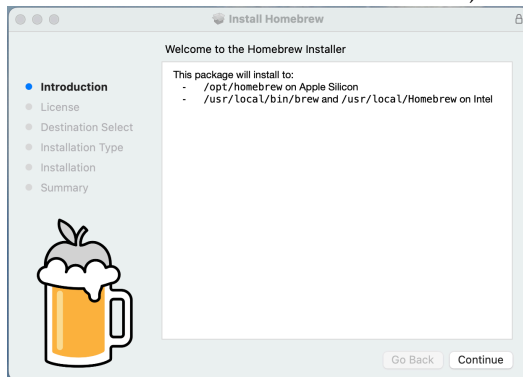 Install Homebrew
Welcome to the Homebrew Installer
Introduction
License
Destination Select
Installation Type
Installation
Summary
This package will install to:
- /opt/homebrew on Apple Silicon
- /usr/local/bin/brew and /usr/local/Homebrew on Intel
Go Back
Continue